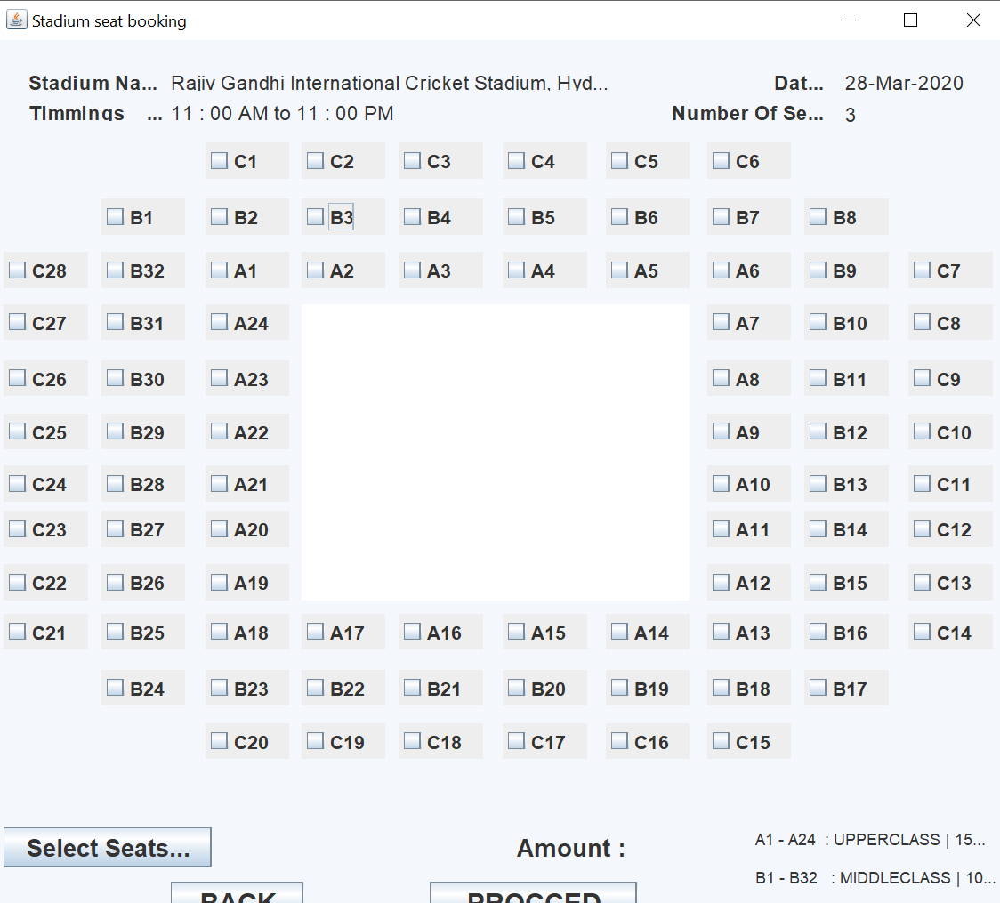 Stadium seat booking
Stadium Na... Rajiv Gandhi International Cricket Stadium, Hyd... Dat... 28-Mar-2020
Timmings ... 11 : 00 AM to 11 : 00 PM Number Of Se... 3
C1 C2 C3 C4 C5 C6
B1 B2 B3 B4 B5 B6 B7 B8
C28 B32 A1 A2 A3 A4 A5 A6 B9 C7
C27 B31 A24 A7 B10 C8
C26 B30 A23 A8 B11 C9
C25 B29 A22 A9 B12 C10
C24 B28 A21 A10 B13 C11
C23 B27 A20 A11 B14 C12
C22 B26 A19 A12 B15 C13
C21 B25 A18 A17 A16 A15 A14 A13 B16 C14
B24 B23 B22 B21 B20 B19 B18 B17
C20 C19 C18 C17 C16 C15
Select Seats... Amount : A1 - A24 : UPPERCLASS | 15...
B1 - B32 : MIDDLECLASS | 10...
BACK PROCCED